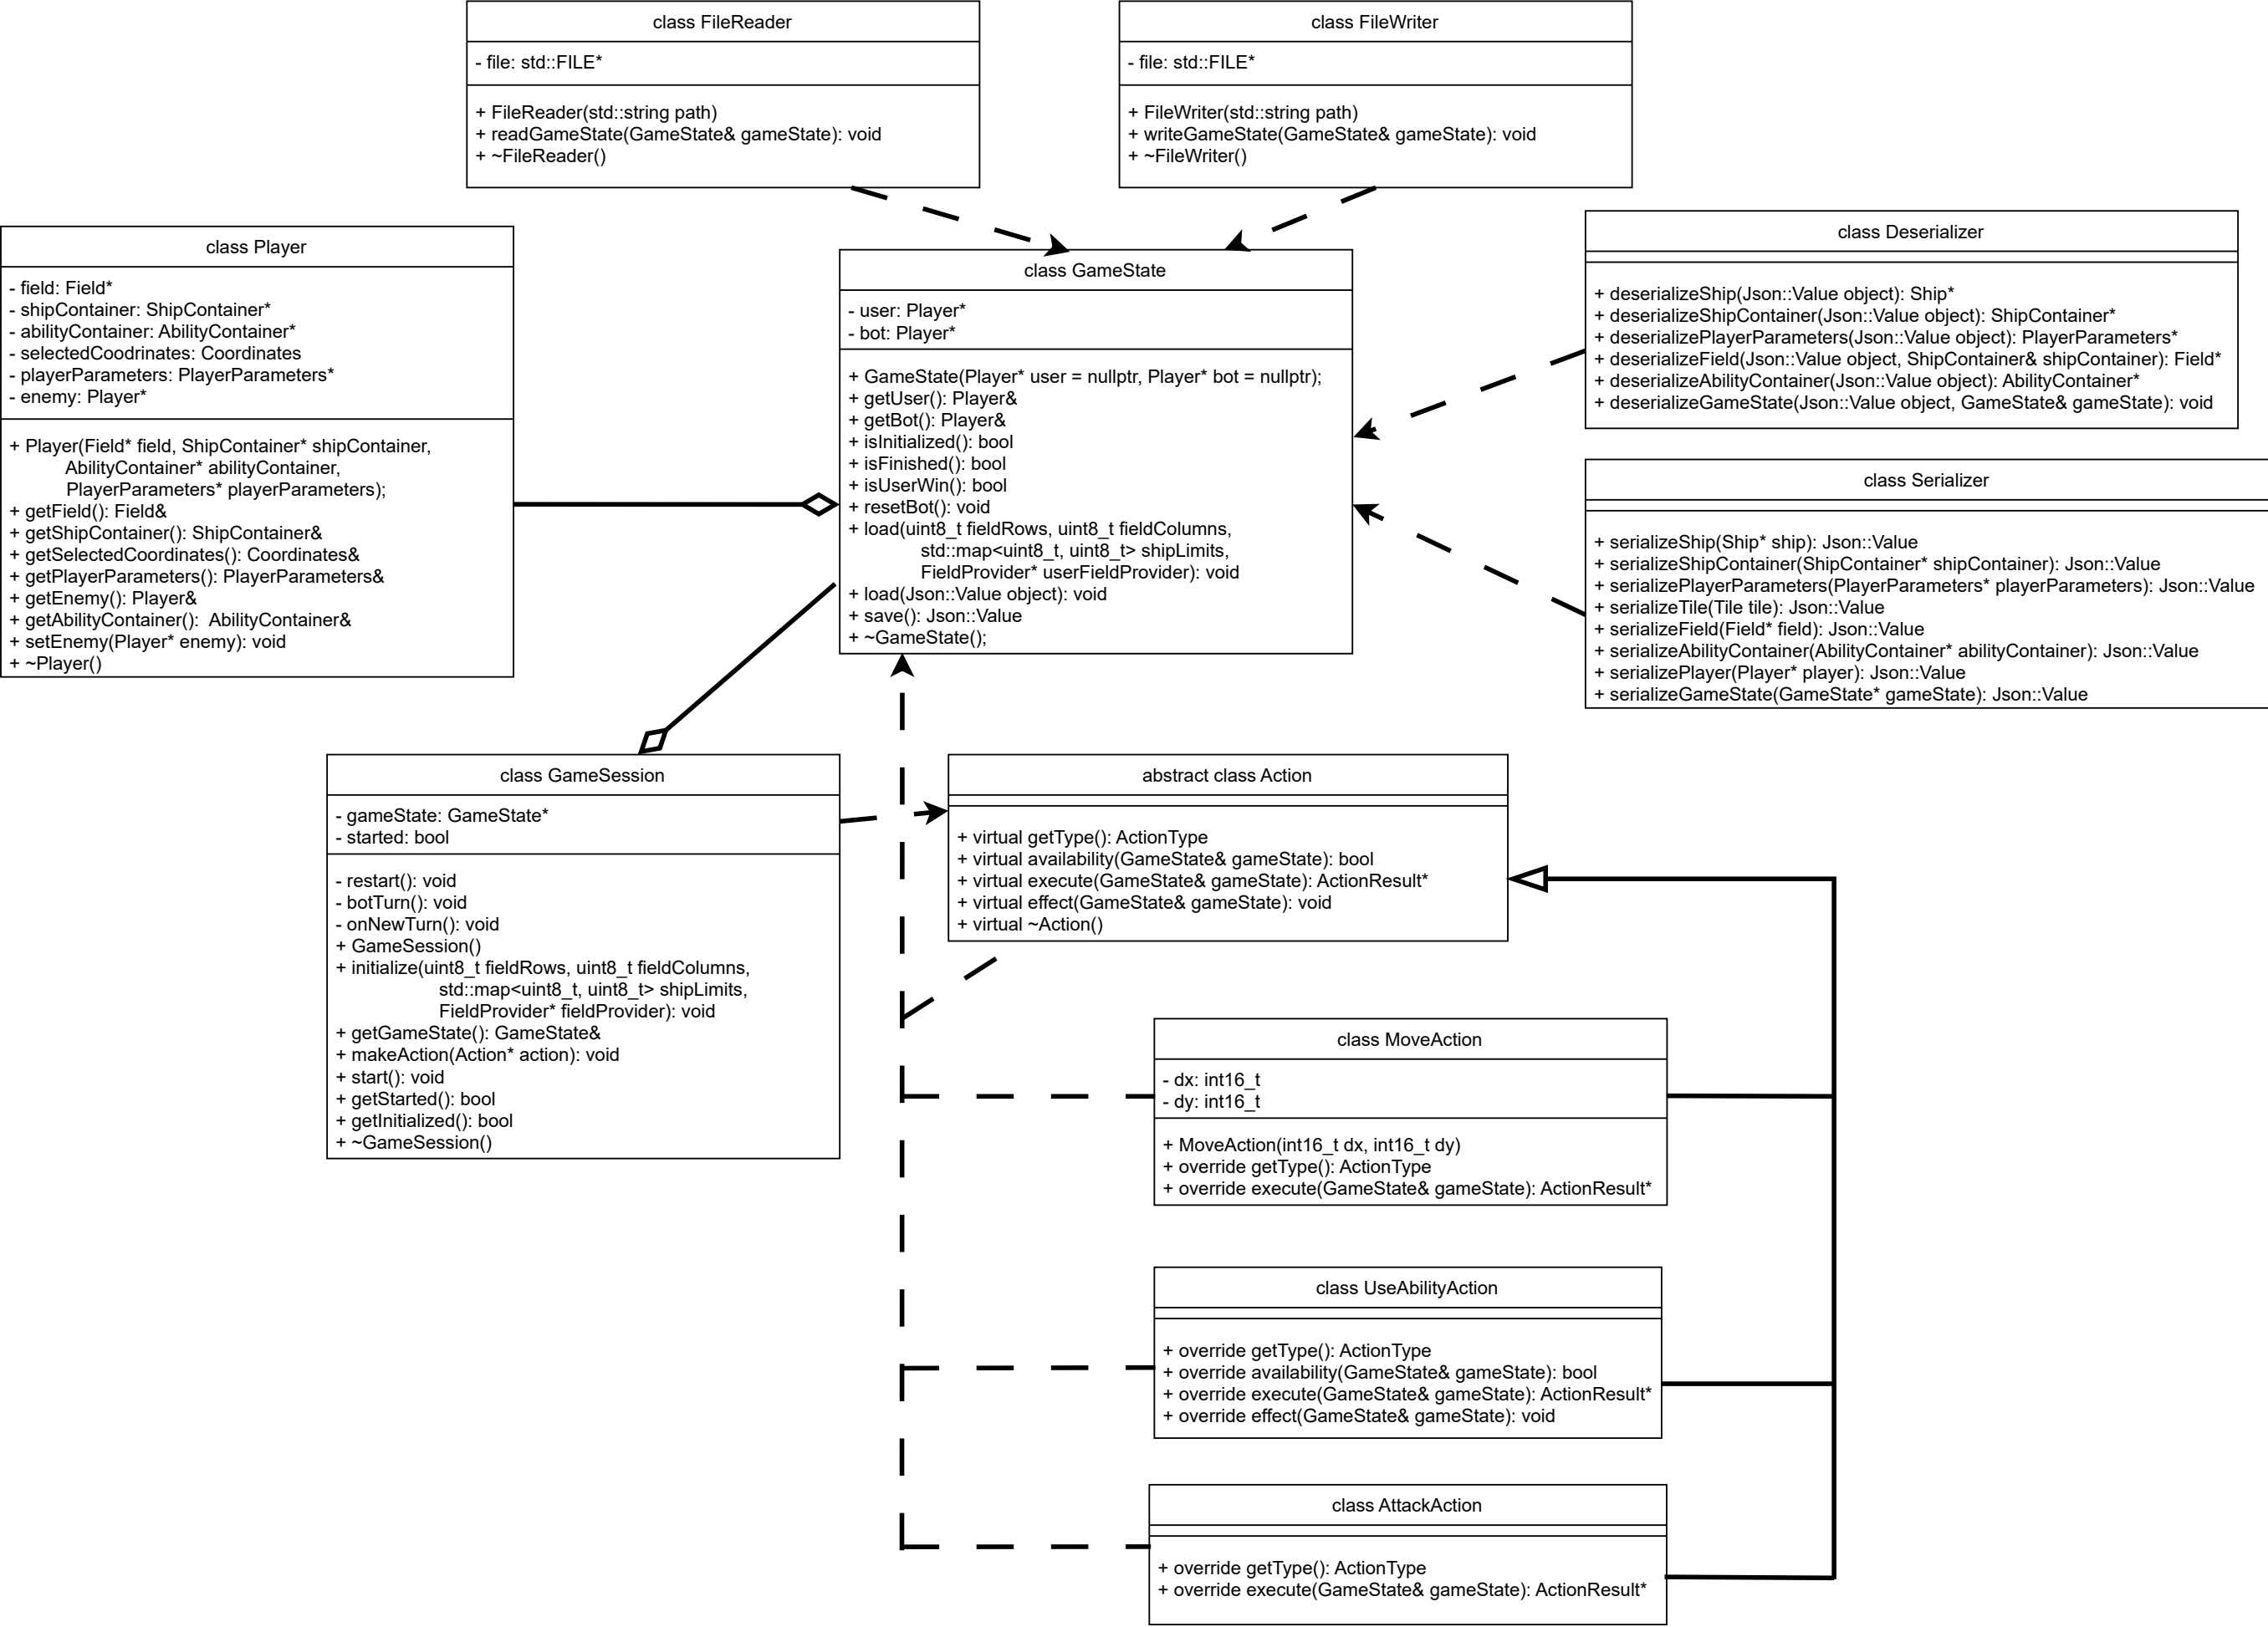 class FileReader
- file: std::FILE*
+ FileReader(std::string path)
+ readGameState(GameState& gameState): void
+ ~FileReader()
class FileWriter
- file: std::FILE*
+ FileWriter(std::string path)
+ writeGameState(GameState& gameState): void
+ ~FileWriter()
class Player
- field: Field*
- shipContainer: ShipContainer*
- abilityContainer: AbilityContainer*
- selectedCoodrinates: Coordinates
- playerParameters: PlayerParameters*
- enemy: Player*
+ Player(Field* field, ShipContainer* shipContainer,
AbilityContainer* abilityContainer,
PlayerParameters* playerParameters);
+ getField(): Field&
+ getShipContainer(): ShipContainer&
+ getSelectedCoordinates(): Coordinates&
+ getPlayerParameters(): PlayerParameters&
+ getEnemy(): Player&
+ getAbilityContainer():  AbilityContainer&
+ setEnemy(Player* enemy): void
+ ~Player()
class GameState
- user: Player*
- bot: Player*
+ GameState(Player* user = nullptr, Player* bot = nullptr);
+ getUser(): Player&
+ getBot(): Player&
+ isInitialized(): bool
+ isFinished(): bool
+ isUserWin(): bool
+ resetBot(): void
+ load(uint8_t fieldRows, uint8_t fieldColumns,
std::map<uint8_t, uint8_t> shipLimits,
FieldProvider* userFieldProvider): void
+ load(Json::Value object): void
+ save(): Json::Value
+ ~GameState();
class Deserializer
+ deserializeShip(Json::Value object): Ship*
+ deserializeShipContainer(Json::Value object): ShipContainer*
+ deserializePlayerParameters(Json::Value object): PlayerParameters*
+ deserializeField(Json::Value object, ShipContainer& shipContainer): Field*
+ deserializeAbilityContainer(Json::Value object): AbilityContainer*
+ deserializeGameState(Json::Value object, GameState& gameState): void
class Serializer
+ serializeShip(Ship* ship): Json::Value
+ serializeShipContainer(ShipContainer* shipContainer): Json::Value
+ serializePlayerParameters(PlayerParameters* playerParameters): Json::Value
+ serializeTile(Tile tile): Json::Value
+ serializeField(Field* field): Json::Value
+ serializeAbilityContainer(AbilityContainer* abilityContainer): Json::Value
+ serializePlayer(Player* player): Json::Value
+ serializeGameState(GameState* gameState): Json::Value
class GameSession
- gameState: GameState*
- started: bool
- restart(): void
- botTurn(): void
- onNewTurn(): void
+ GameSession()
+ initialize(uint8_t fieldRows, uint8_t fieldColumns,
std::map<uint8_t, uint8_t> shipLimits,
FieldProvider* fieldProvider): void
+ getGameState(): GameState&
+ makeAction(Action* action): void
+ start(): void
+ getStarted(): bool
+ getInitialized(): bool
+ ~GameSession()
abstract class Action
+ virtual getType(): ActionType
+ virtual availability(GameState& gameState): bool
+ virtual execute(GameState& gameState): ActionResult*
+ virtual effect(GameState& gameState): void
+ virtual ~Action()
class MoveAction
- dx: int16_t
- dy: int16_t
+ MoveAction(int16_t dx, int16_t dy)
+ override getType(): ActionType
+ override execute(GameState& gameState): ActionResult*
class UseAbilityAction
+ override getType(): ActionType
+ override availability(GameState& gameState): bool
+ override execute(GameState& gameState): ActionResult*
+ override effect(GameState& gameState): void
class AttackAction
+ override getType(): ActionType
+ override execute(GameState& gameState): ActionResult*